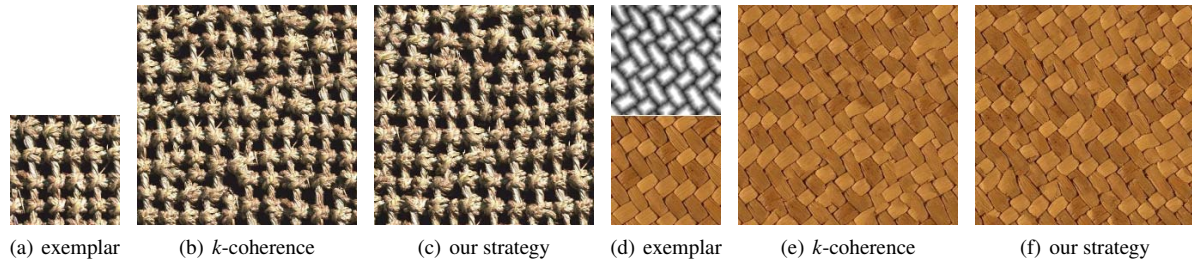 (a) exemplar (b) k-coherence (c) our strategy (d) exemplar (e) k-coherence (f) our strategy